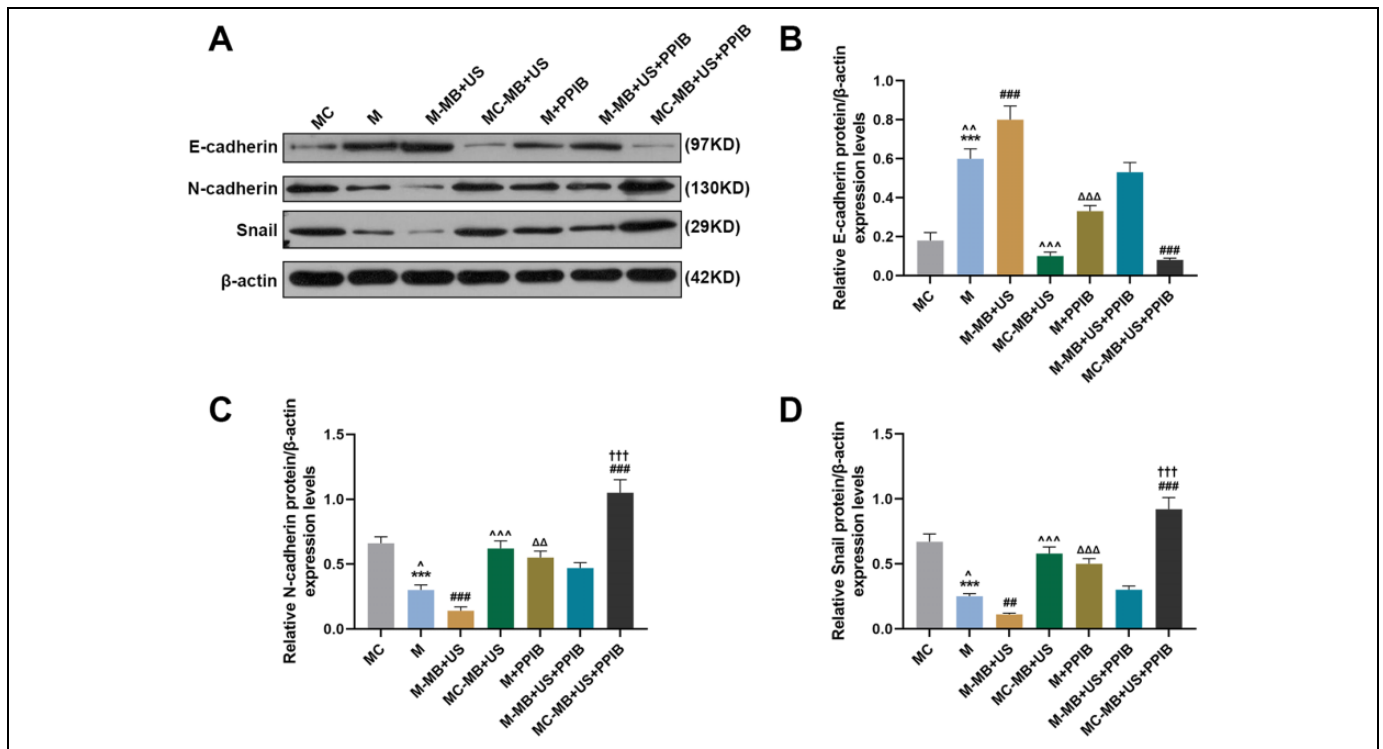 A
MC
M
M-MB+US
MC-MB+US
M+PPIB
M-MB+US+PPIB
MC-MB+US+PPIB
E-cadherin (97KD)
N-cadherin (130KD)
Snail (29KD)
β-actin (42KD)
B
Relative E-cadherin protein/β-actin
expression levels
1.0
0.8
0.6
0.4
0.2
0.0
^^
***
###
^^^
ΔΔΔ
###
MC
M
M-MB+US
MC-MB+US
M+PPIB
M-MB+US+PPIB
MC-MB+US+PPIB
C
Relative N-cadherin protein/β-actin
expression levels
1.5
1.0
0.5
0.0
^
***
###
^^^
ΔΔ
†††
###
MC
M
M-MB+US
MC-MB+US
M+PPIB
M-MB+US+PPIB
MC-MB+US+PPIB
D
Relative Snail protein/β-actin
expression levels
1.5
1.0
0.5
0.0
^
***
##
^^^
ΔΔΔ
†††
###
MC
M
M-MB+US
MC-MB+US
M+PPIB
M-MB+US+PPIB
MC-MB+US+PPIB